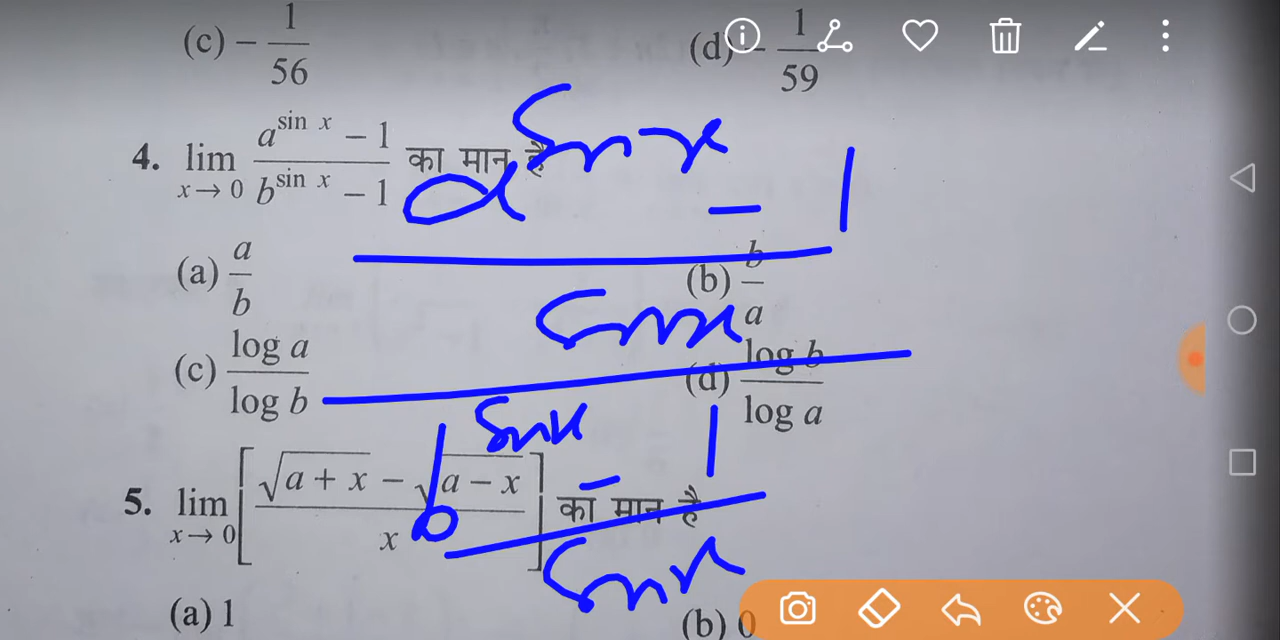 (c) − 1/56 (d) − 1/59
4. lim x→0 (a^sin x − 1)/(b^sin x − 1) का मान है
a^sin x − 1
(a) a/b (b) b/a
sin x
(c) log a/log b (d) log b/log a
b^sin x − 1
5. lim x→0 [(√(a + x) − √(a − x))/x] का मान है
sin x
(a) 1 (b) 0